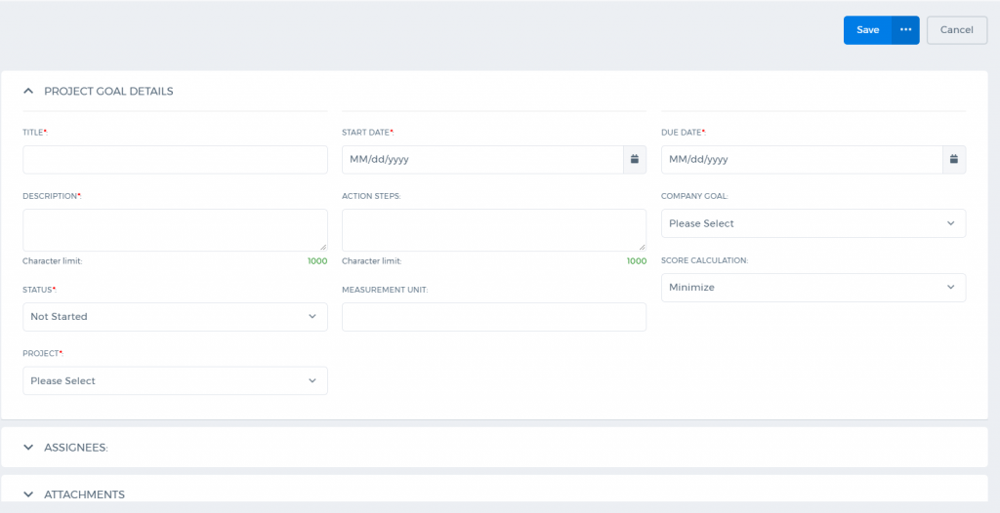 Save ··· Cancel
PROJECT GOAL DETAILS
TITLE*: START DATE*: DUE DATE*:
MM/dd/yyyy MM/dd/yyyy
DESCRIPTION*: ACTION STEPS: COMPANY GOAL:
Please Select
Character limit: 1000 Character limit: 1000
SCORE CALCULATION:
Minimize
STATUS*: MEASUREMENT UNIT:
Not Started
PROJECT*:
Please Select
ASSIGNEES:
ATTACHMENTS